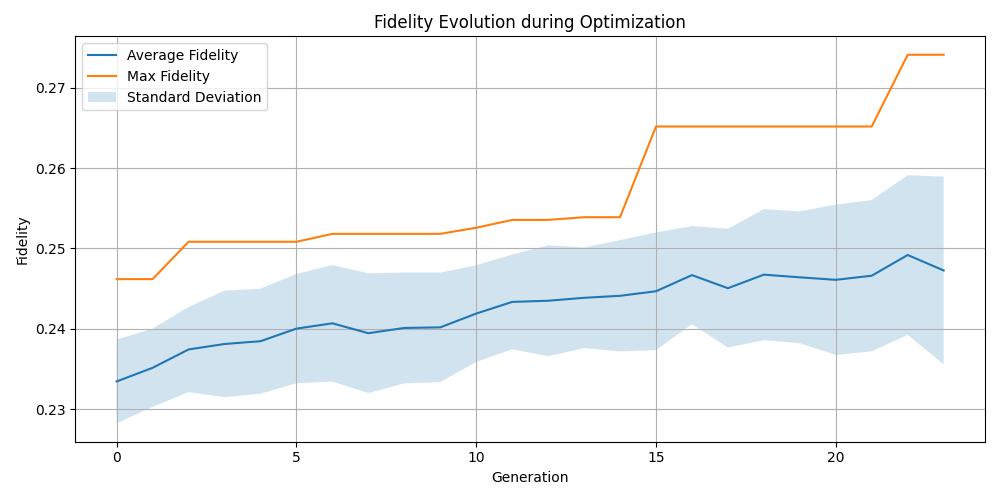 Fidelity Evolution during Optimization
Average Fidelity
Max Fidelity
Standard Deviation
0.27
0.26
0.25
0.24
0.23
Fidelity
0
5
10
15
20
Generation